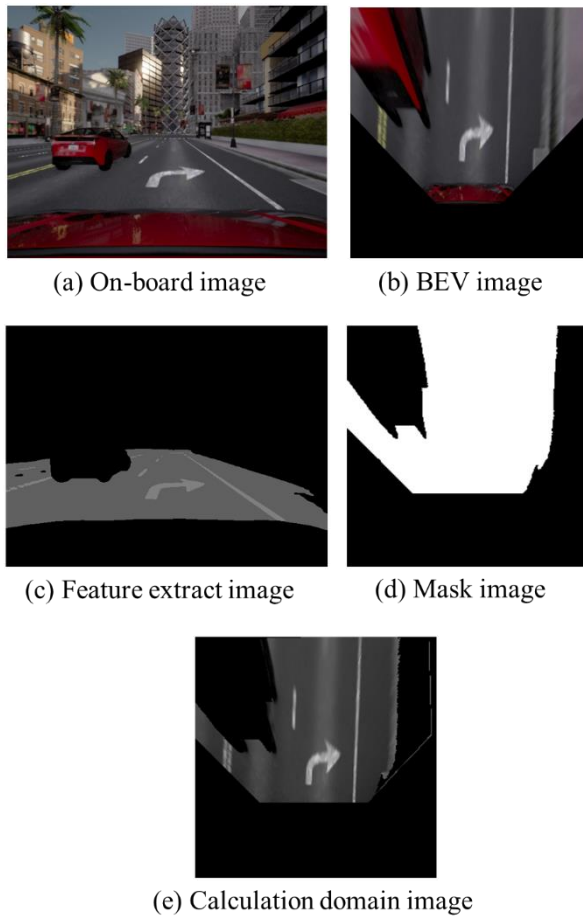 (a) On-board image
(b) BEV image
(c) Feature extract image
(d) Mask image
(e) Calculation domain image